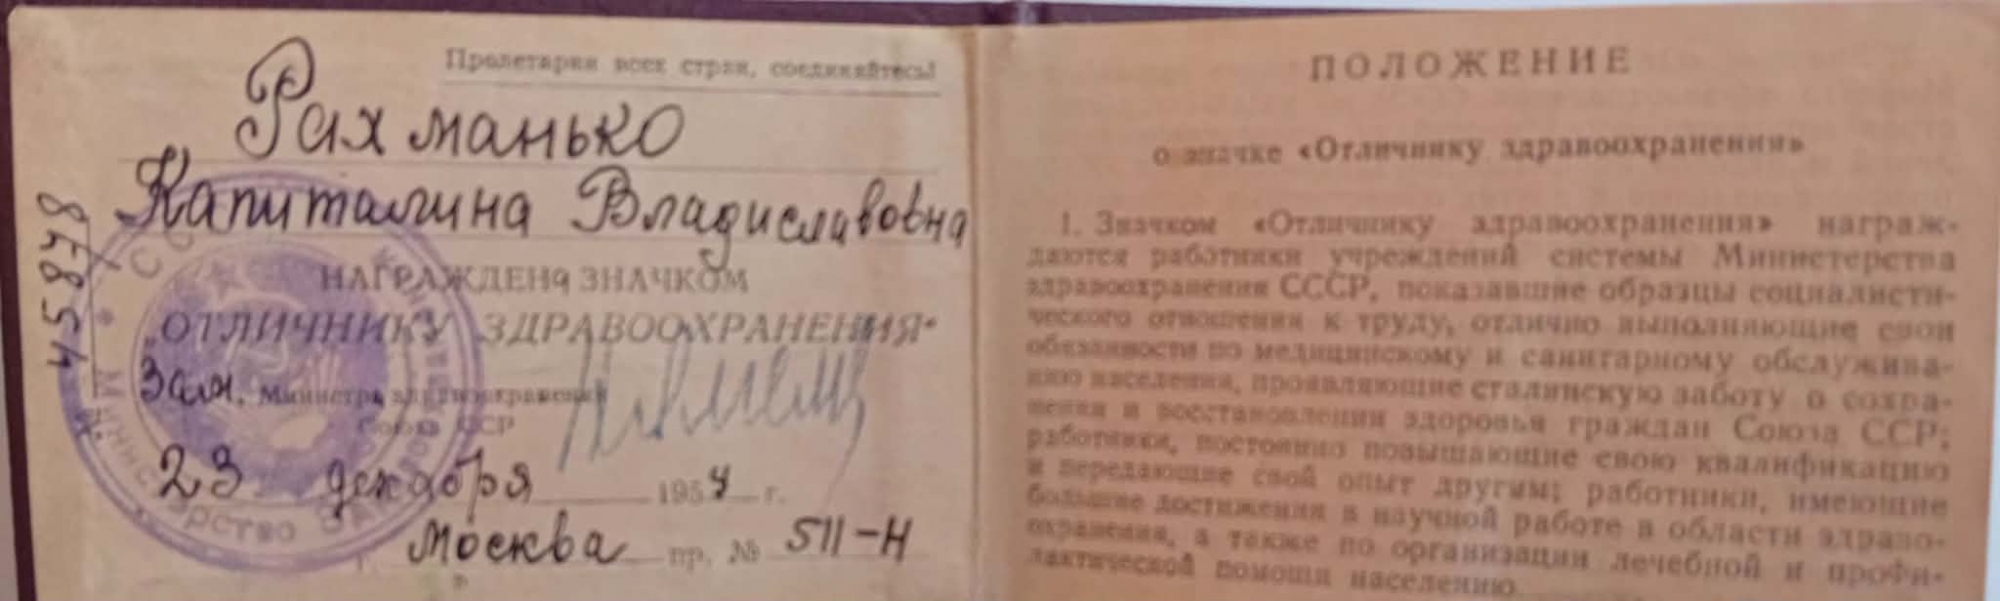 Пролетарии всех стран, соединяйтесь!
Рахманько
Капиталина Владиславовна
НАГРАЖДЕНа ЗНАЧКОМ
„ОТЛИЧНИКУ ЗДРАВООХРАНЕНИЯ“
Зам. Министра здравоохранения
Союза ССР
23 декабря 1954 г.
г. Москва пр. № 511-Н
Министерство здравоохранения
ПОЛОЖЕНИЕ
о значке «Отличнику здравоохранения»
1. Значком «Отличнику здравоохранения» награж-
даются работники учреждений системы Министерства
здравоохранения СССР, показавшие образцы социалисти-
ческого отношения к труду, отлично выполняющие свои
обязанности по медицинскому и санитарному обслужива-
нию населения, проявляющие сталинскую заботу о сохра-
нении и восстановлении здоровья граждан Союза ССР;
работники, постоянно повышающие свою квалификацию
и передающие свой опыт другим; работники, имеющие
большие достижения в научной работе в области здраво-
охранения, а также по организации лечебной и профи-
лактической помощи населению.